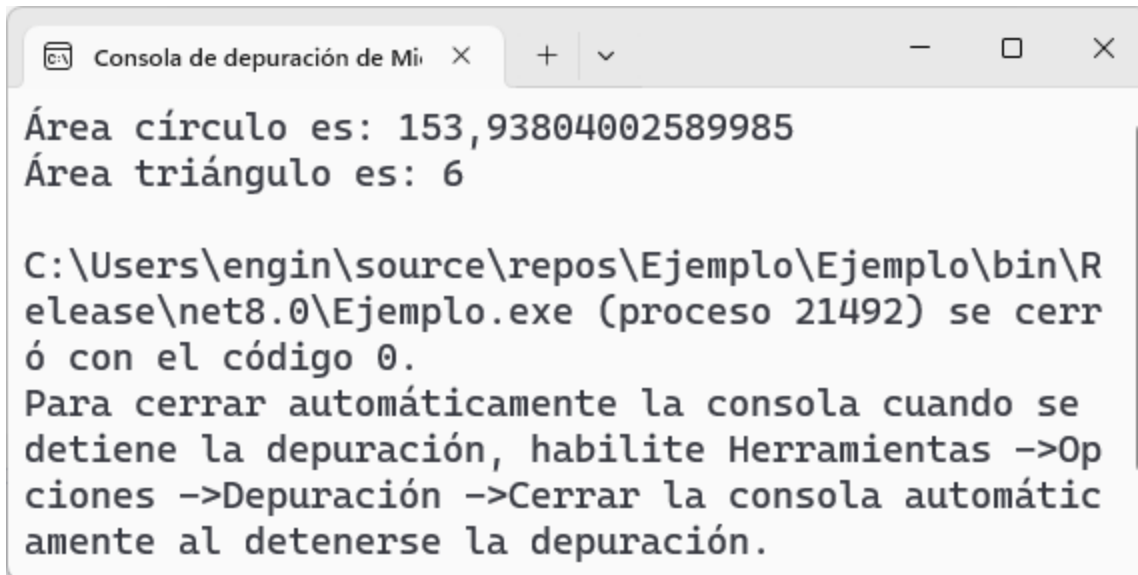 Consola de depuración de Mi
Área círculo es: 153,93804002589985
Área triángulo es: 6
C:\Users\engin\source\repos\Ejemplo\Ejemplo\bin\R
elease\net8.0\Ejemplo.exe (proceso 21492) se cerr
ó con el código 0.
Para cerrar automáticamente la consola cuando se
detiene la depuración, habilite Herramientas ->Op
ciones ->Depuración ->Cerrar la consola automátic
amente al detenerse la depuración.